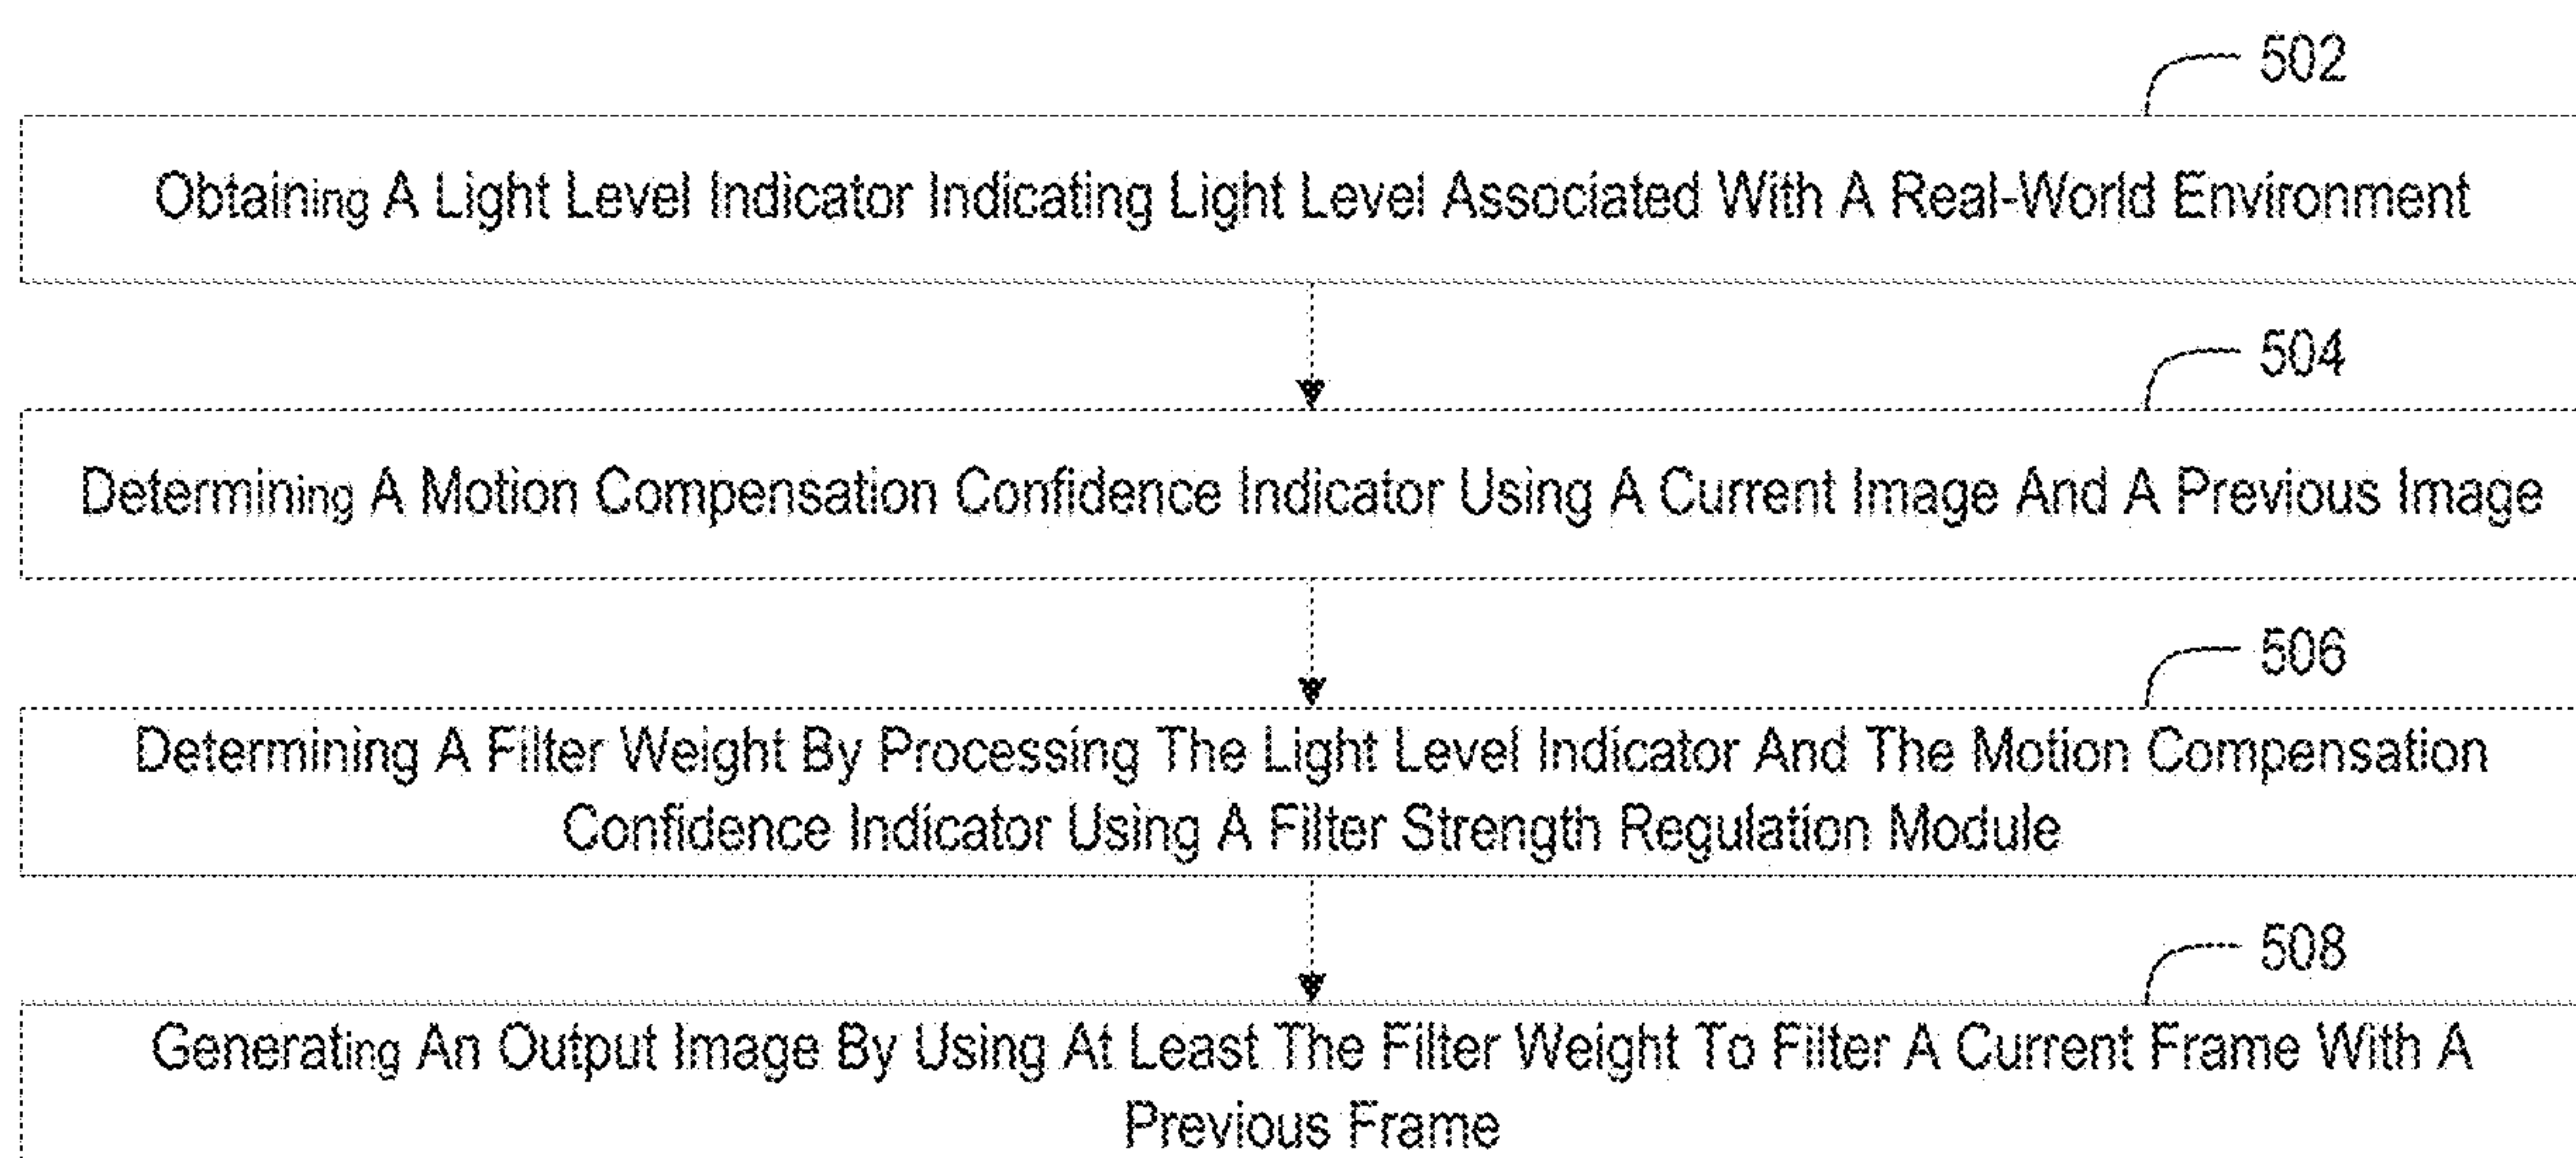 502
Obtaining A Light Level Indicator Indicating Light Level Associated With A Real-World Environment
504
Determining A Motion Compensation Confidence Indicator Using A Current Image And A Previous Image
506
Determining A Filter Weight By Processing The Light Level Indicator And The Motion Compensation
Confidence Indicator Using A Filter Strength Regulation Module
508
Generating An Output Image By Using At Least The Filter Weight To Filter A Current Frame With A
Previous Frame